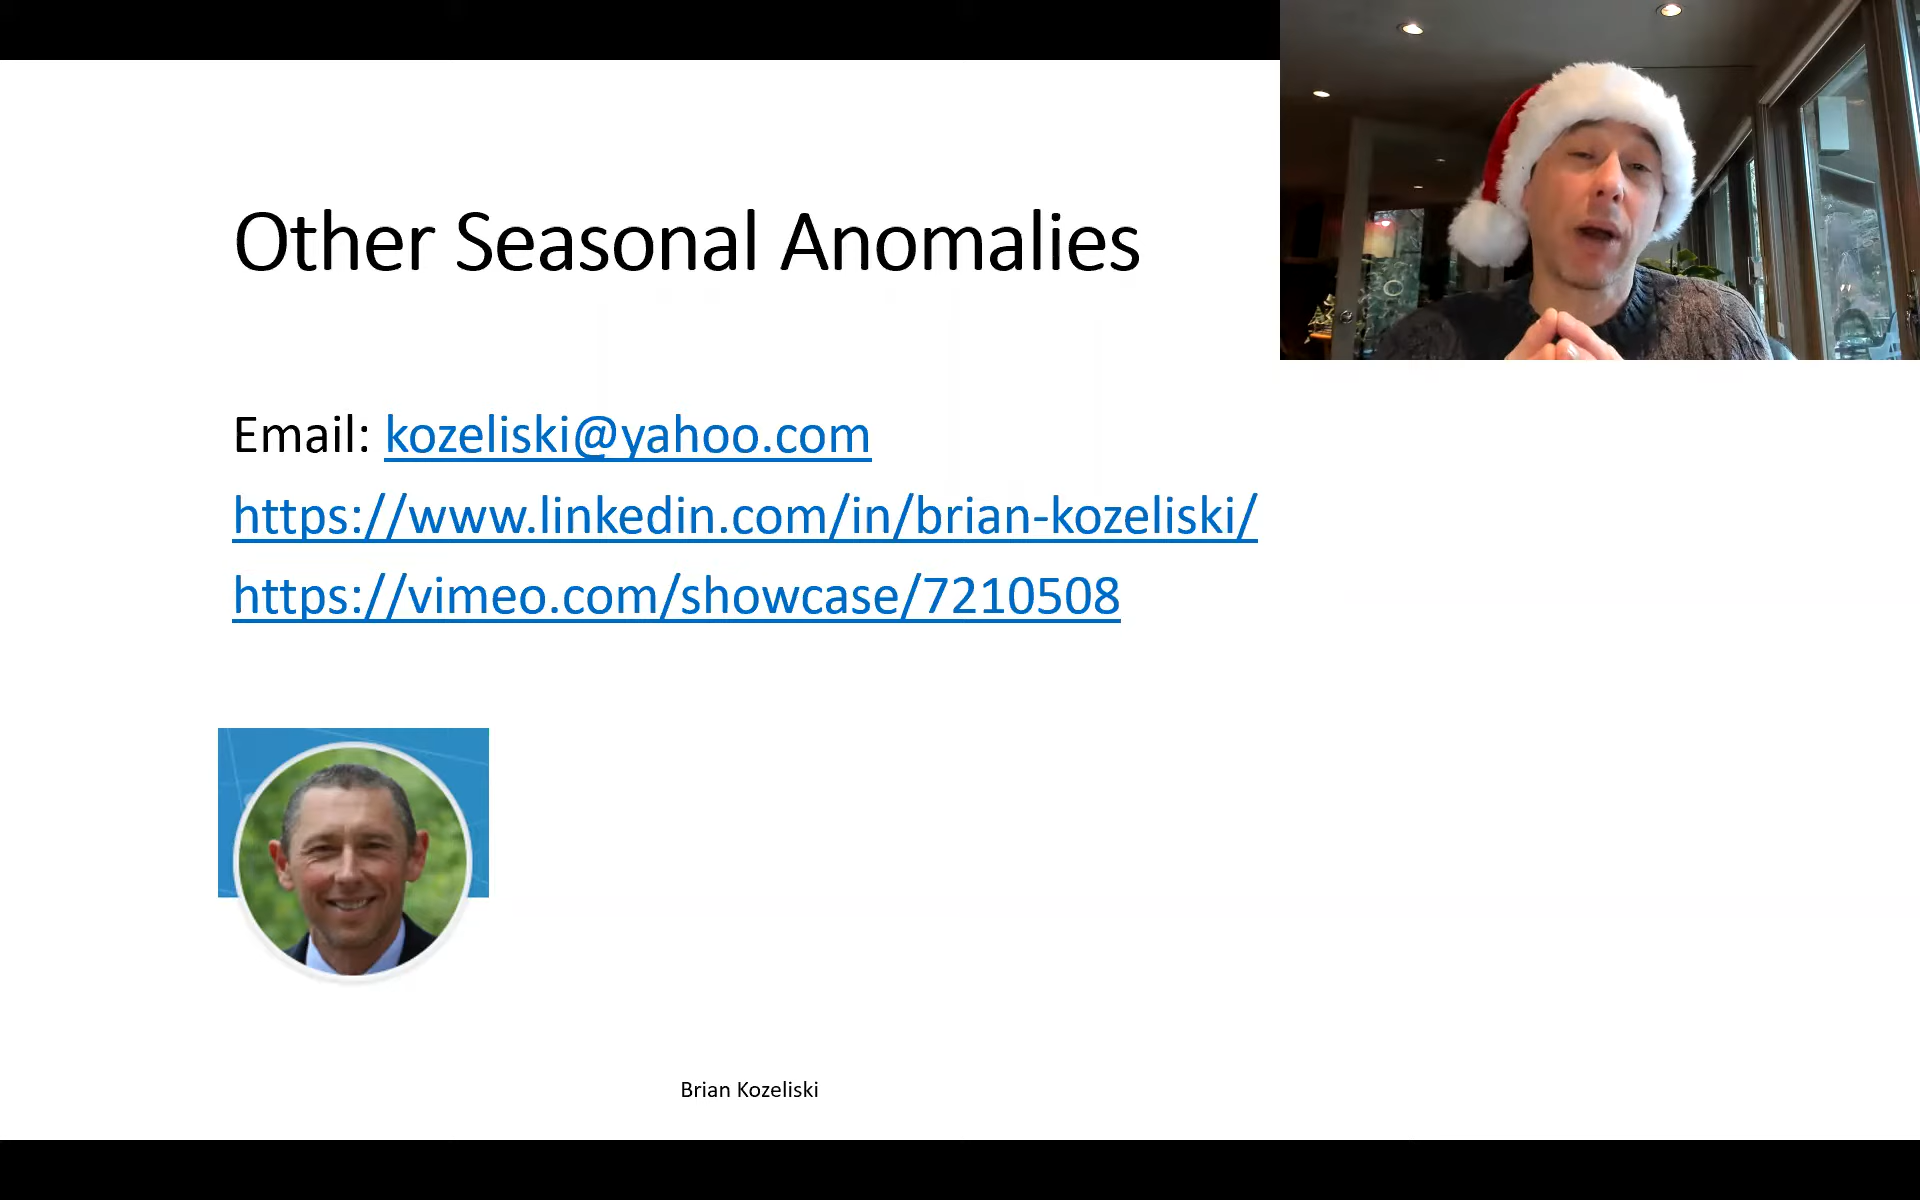 Other Seasonal Anomalies
Email: kozeliski@yahoo.com
https://www.linkedin.com/in/brian-kozeliski/
https://vimeo.com/showcase/7210508
Brian Kozeliski